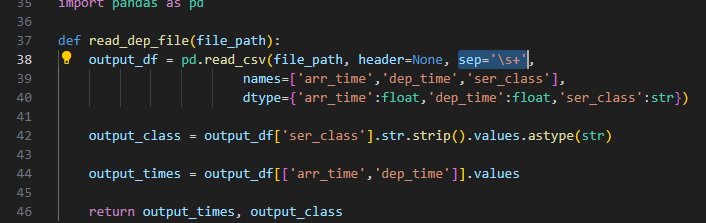 35 import pandas as pd
36
37 def read_dep_file(file_path):
38     output_df = pd.read_csv(file_path, header=None, sep='\s+',
39                             names=['arr_time','dep_time','ser_class'],
40                             dtype={'arr_time':float,'dep_time':float,'ser_class':str})
41
42     output_class = output_df['ser_class'].str.strip().values.astype(str)
43
44     output_times = output_df[['arr_time','dep_time']].values
45
46     return output_times, output_class